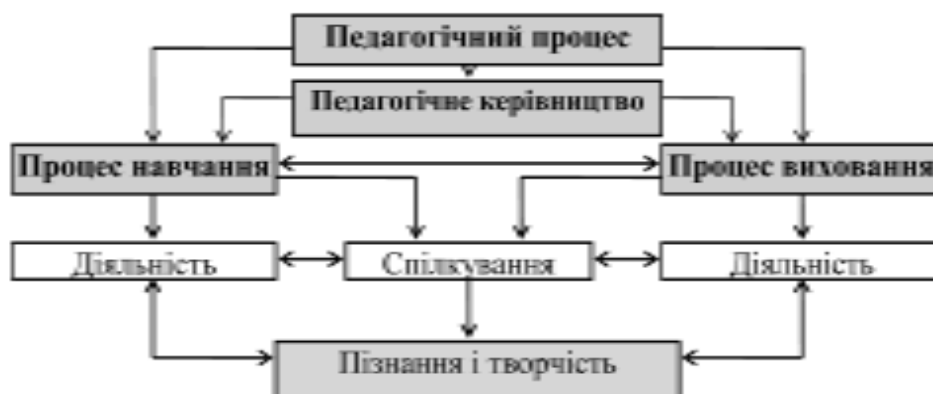 Педагогічний процес
Педагогічне керівництво
Процес навчання
Процес виховання
Діяльність
Спілкування
Діяльність
Пізнання і творчість